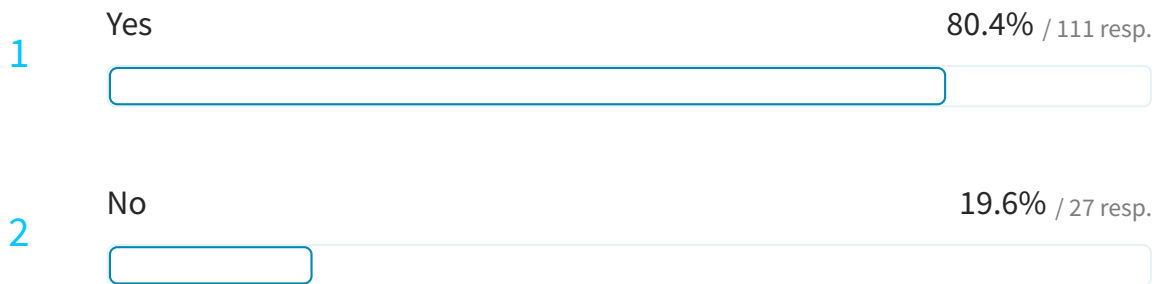 1
Yes 80.4% / 111 resp.
2
No 19.6% / 27 resp.